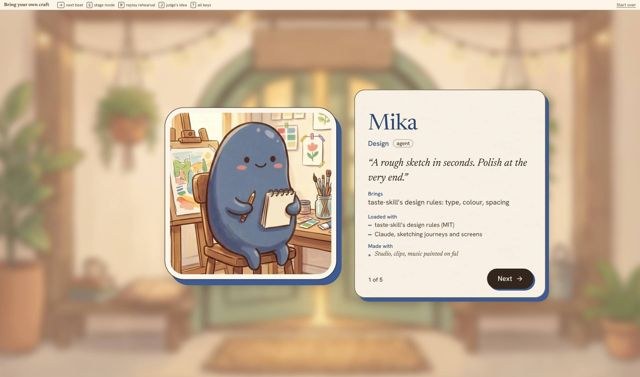 Bring your own craft
next beat
S stage mode
R replay rehearsal
J judge's idea
? all keys
Start over
Mika
Design agent
“A rough sketch in seconds. Polish at the
very end.”
Brings
taste-skill's design rules: type, colour, spacing
Loaded with
taste-skill's design rules (MIT)
Claude, sketching journeys and screens
Made with
Studio, clips, music painted on fal
1 of 5
Next →